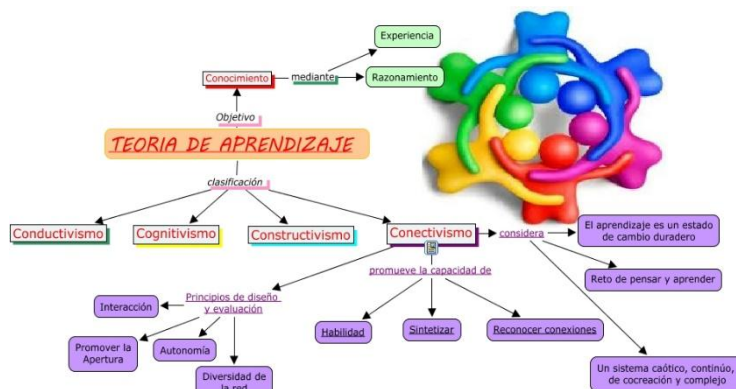 Experiencia
Conocimiento
mediante
Razonamiento
Objetivo
TEORIA DE APRENDIZAJE
clasificación
Conductivismo
Cognitivismo
Constructivismo
Conectivismo
considera
El aprendizaje es un estado
de cambio duradero
Reto de pensar y aprender
Un sistema caótico, continúo,
de cocreación y complejo
promueve la capacidad de
Habilidad
Sintetizar
Reconocer conexiones
Principios de diseño
y evaluación
Interacción
Promover la
Apertura
Autonomía
Diversidad de
la red